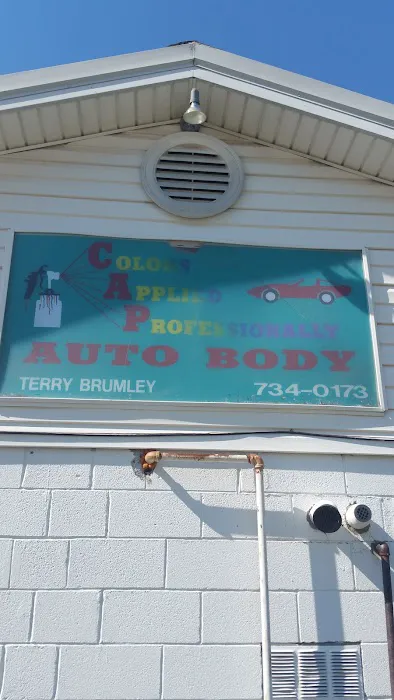 COLORS
APPLIED
PROFESSIONALLY
AUTO BODY
TERRY BRUMLEY 734-0173